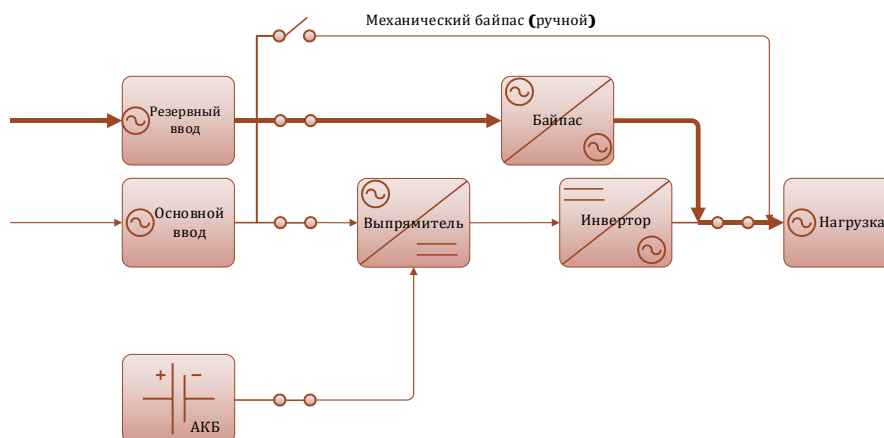 Механический байпас (ручной)
Резервный
ввод
Байпас
Основной
ввод
Выпрямитель
Инвертор
Нагрузка
+ −
АКБ